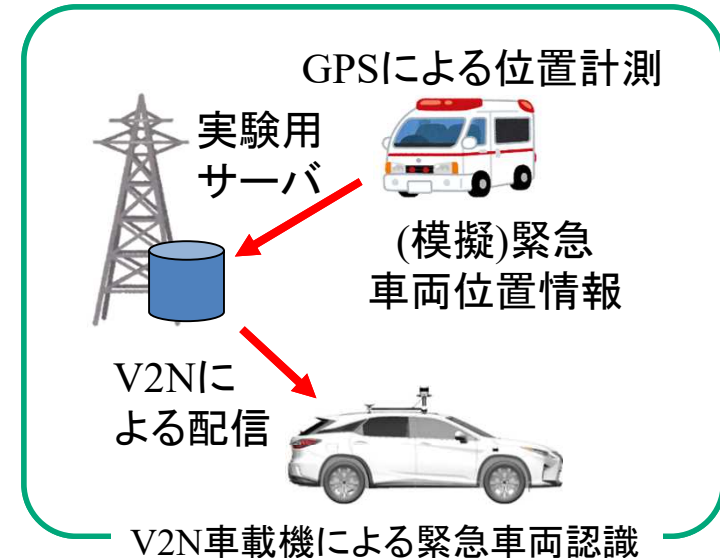 GPSによる位置計測
実験用
サーバ
(模擬)緊急
車両位置情報
V2Nに
よる配信
V2N車載機による緊急車両認識